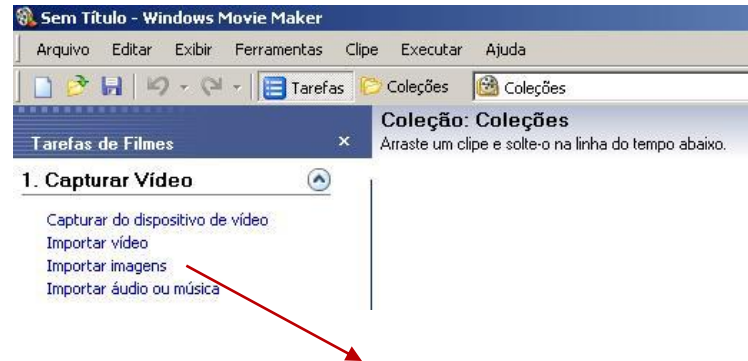 Sem Título - Windows Movie Maker
Arquivo Editar Exibir Ferramentas Clipe Executar Ajuda
Tarefas Coleções Coleções
Tarefas de Filmes
Coleção: Coleções
Arraste um clipe e solte-o na linha do tempo abaixo.
1. Capturar Vídeo
Capturar do dispositivo de vídeo
Importar vídeo
Importar imagens
Importar áudio ou música